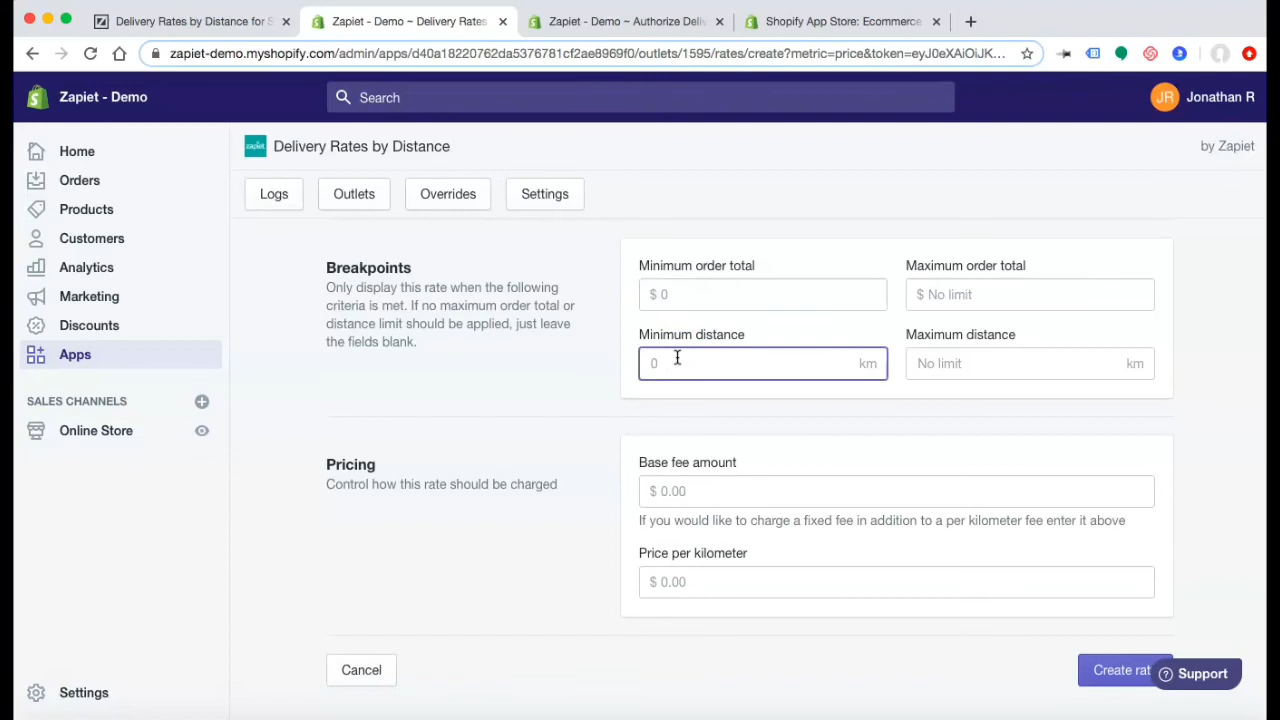 Delivery Rates by Distance for S
Zapiet - Demo ~ Delivery Rates
Zapiet - Demo ~ Authorize Deliv
Shopify App Store: Ecommerce
zapiet-demo.myshopify.com/admin/apps/d40a18220762da5376781cf2ae8969f0/outlets/1595/rates/create?metric=price&token=eyJ0eXAiOiJK...
Zapiet - Demo
Search
JR Jonathan R
Home
Orders
Products
Customers
Analytics
Marketing
Discounts
Apps
SALES CHANNELS
Online Store
Settings
zapiet Delivery Rates by Distance
by Zapiet
Logs
Outlets
Overrides
Settings
Breakpoints
Only display this rate when the following
criteria is met. If no maximum order total or
distance limit should be applied, just leave
the fields blank.
Minimum order total
$ 0
Maximum order total
$ No limit
Minimum distance
0 km
Maximum distance
No limit km
Pricing
Control how this rate should be charged
Base fee amount
$ 0.00
If you would like to charge a fixed fee in addition to a per kilometer fee enter it above
Price per kilometer
$ 0.00
Cancel
Create rat
Support